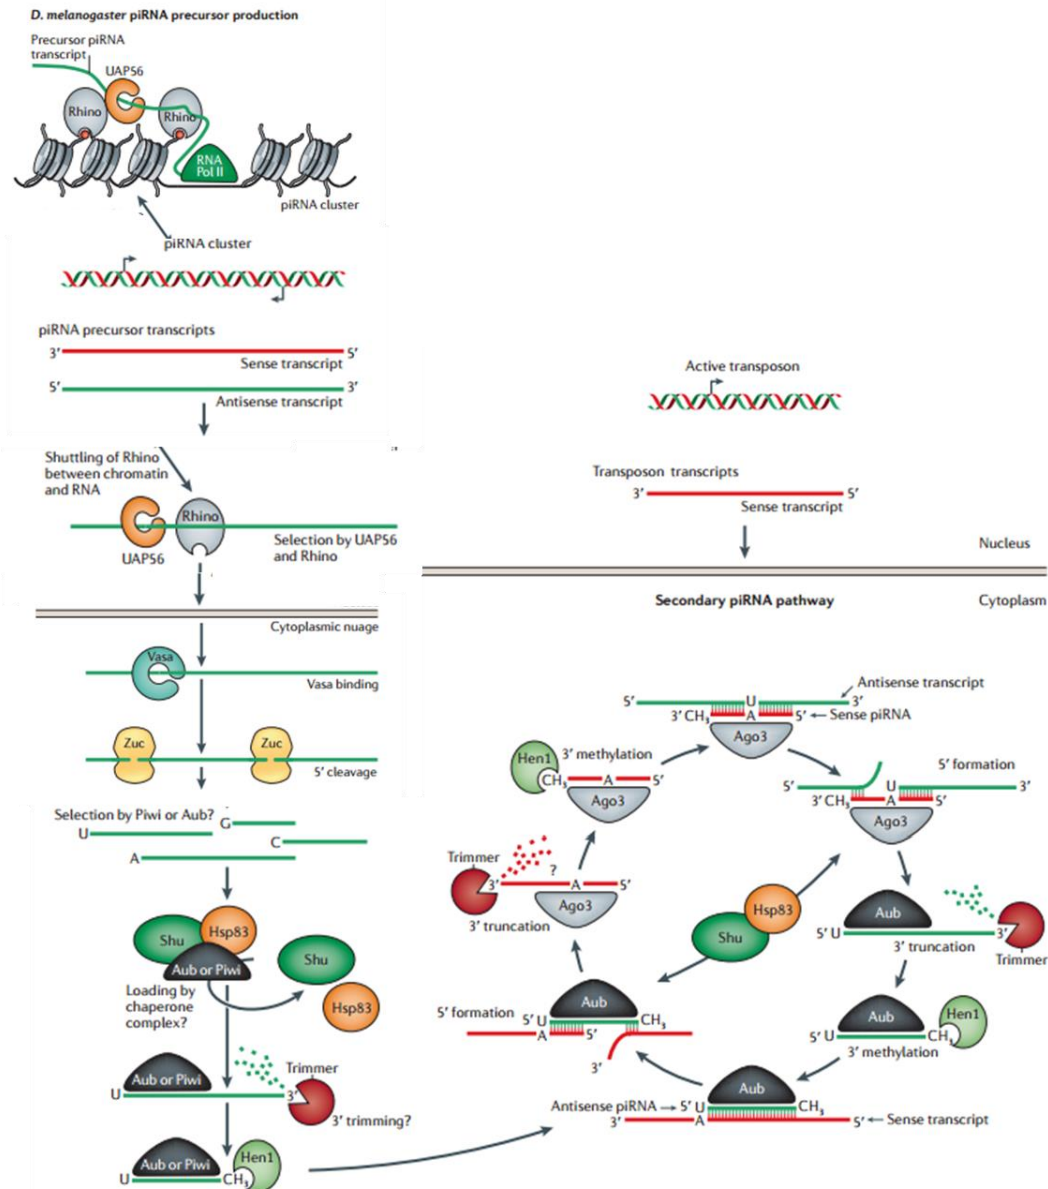 D. melanogaster piRNA precursor production
Precursor piRNA
transcript
UAP56
Rhino
Rhino
RNA
Pol II
piRNA cluster
piRNA cluster
piRNA precursor transcripts
3′
5′
Sense transcript
5′
3′
Antisense transcript
Shuttling of Rhino
between chromatin
and RNA
Rhino
UAP56
Selection by UAP56
and Rhino
Cytoplasmic nuage
Vasa
Vasa binding
Zuc
Zuc
5′ cleavage
Selection by Piwi or Aub?
U
G
C
A
Shu
Hsp83
Aub or Piwi
Shu
Hsp83
Loading by
chaperone
complex?
Aub or Piwi
U
3′
Trimmer
3′ trimming?
Aub or Piwi
U
CH3
Hen1
Active transposon
Transposon transcripts
3′
5′
Sense transcript
Nucleus
Secondary piRNA pathway
Cytoplasm
5′
U
3′
Antisense transcript
3′ CH3
A
5′
Sense piRNA
Ago3
5′ formation
5′
U
3′
3′ CH3
A
5′
Ago3
Aub
5′ U
3′
3′ truncation
Trimmer
Aub
Hen1
5′ U
CH3
3′ methylation
Aub
Antisense piRNA
5′ U
CH3
3′
A
5′
Sense transcript
Aub
5′ formation
5′ U
CH3
A
5′
3′
Trimmer
?
3′
A
5′
Ago3
3′ truncation
Hen1
3′ methylation
CH3
A
5′
Ago3
Hsp83
Shu